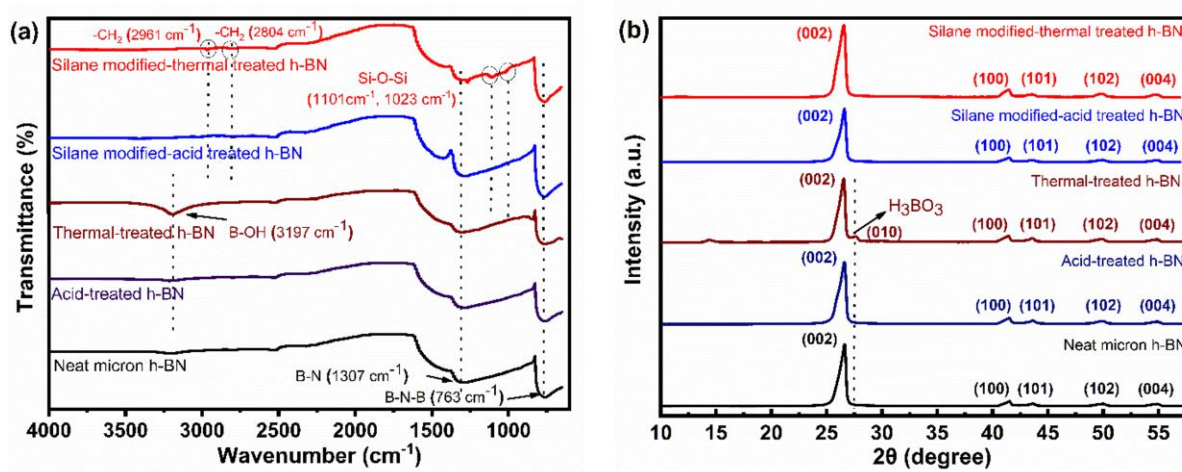 (a)
-CH₂ (2961 cm⁻¹)
-CH₂ (2804 cm⁻¹)
Silane modified-thermal treated h-BN
Si-O-Si
(1101cm⁻¹, 1023 cm⁻¹)
Silane modified-acid treated h-BN
Thermal-treated h-BN
B-OH (3197 cm⁻¹)
Acid-treated h-BN
Neat micron h-BN
B-N (1307 cm⁻¹)
B-N-B (763 cm⁻¹)
Transmittance (%)
4000 3500 3000 2500 2000 1500 1000
Wavenumber (cm⁻¹)
(b)
(002) Silane modified-thermal treated h-BN
(100) (101) (102) (004)
(002) Silane modified-acid treated h-BN
(100) (101) (102) (004)
(002) Thermal-treated h-BN
H₃BO₃
(010)
(100) (101) (102) (004)
(002) Acid-treated h-BN
(100) (101) (102) (004)
(002) Neat micron h-BN
(100) (101) (102) (004)
Intensity (a.u.)
10 15 20 25 30 35 40 45 50 55
2θ (degree)